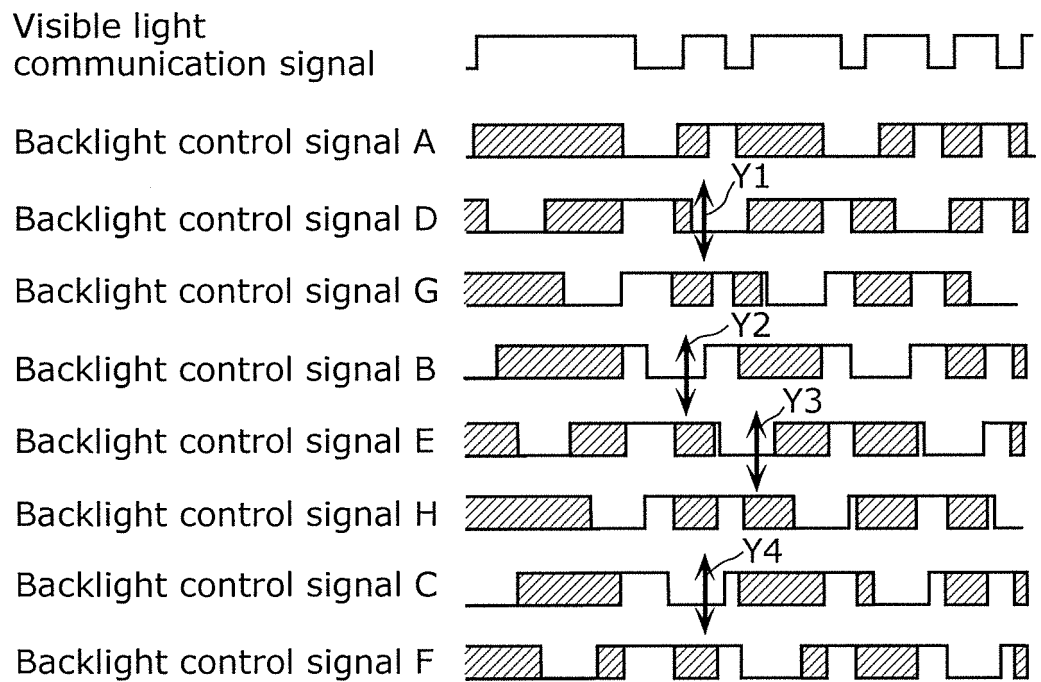 Visible light
communication signal
Backlight control signal A
Y1
Backlight control signal D
Backlight control signal G
Y2
Backlight control signal B
Y3
Backlight control signal E
Backlight control signal H
Y4
Backlight control signal C
Backlight control signal F